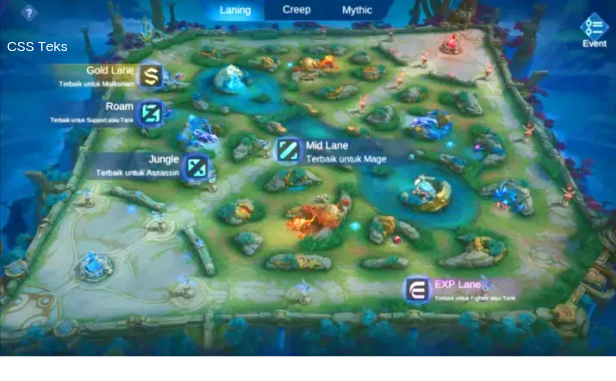 Laning Creep Mythic
?
Event
CSS Teks
Gold Lane
Terbaik untuk Marksman
Roam
Terbaik untuk Support atau Tank
Mid Lane
Terbaik untuk Mage
Jungle
Terbaik untuk Assassin
EXP Lane
Terbaik untuk Fighter atau Tank